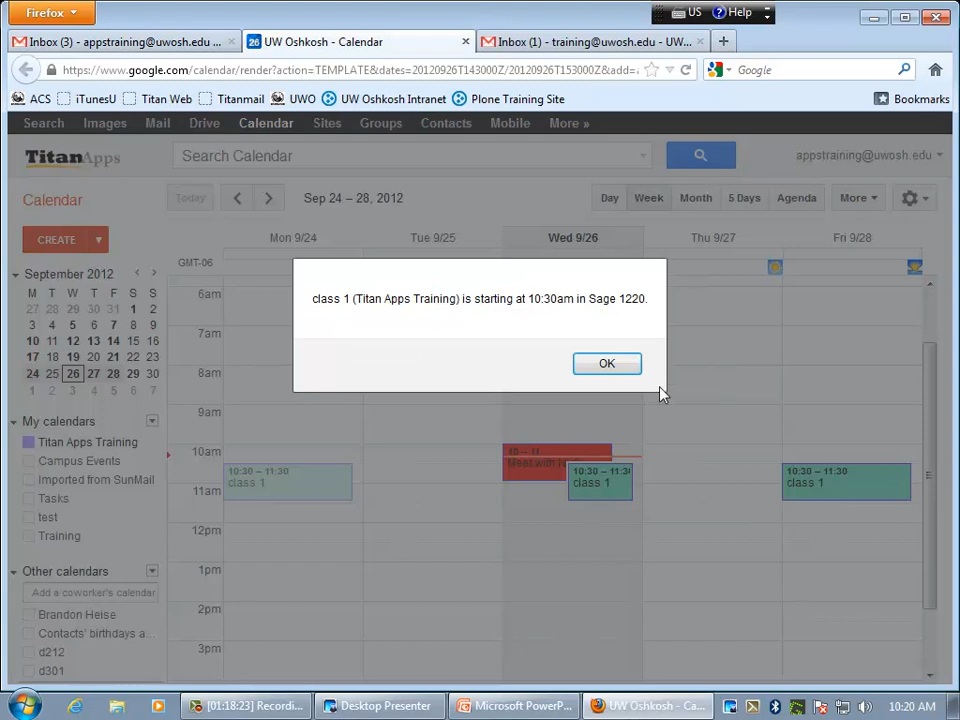 Firefox
US Help
Inbox (3) - appstraining@uwosh.edu ...
26 UW Oshkosh - Calendar
Inbox (1) - training@uwosh.edu - UW...
https://www.google.com/calendar/render?action=TEMPLATE&dates=20120926T143000Z/20120926T153000Z&add=
Google
ACS iTunesU Titan Web Titanmail UWO UW Oshkosh Intranet Plone Training Site Bookmarks
Search Images Mail Drive Calendar Groups Sites Contacts Mobile More »
TitanApps Search Calendar appstraining@uwosh.edu
Calendar Today Sep 24 – 28, 2012 Day Week Month 5 Days Agenda More
CREATE
Mon 9/24 Tue 9/25 Wed 9/26 Thu 9/27 Fri 9/28
GMT-06
September 2012
M T W T F S S
27 28 29 30 31 1 2
3 4 5 6 7 8 9
10 11 12 13 14 15 16
17 18 19 20 21 22 23
24 25 26 27 28 29 30
1 2 3 4 5 6 7
My calendars
Titan Apps Training
Campus Events
Imported from SunMail
Tasks
test
Training
Other calendars
Add a coworker's calendar
Brandon Heise
Contacts' birthdays a...
d212
d301
6am
7am
8am
9am
10am
11am
12pm
1pm
2pm
3pm
class 1 (Titan Apps Training) is starting at 10:30am in Sage 1220.
OK
10 – 11
Meet with
10:30 – 11:30
class 1
10:30 – 11:30
class 1
10:30 – 11:30
class 1
[01:18:23] Recordi...
Desktop Presenter
Microsoft PowerP...
UW Oshkosh - Ca...
10:20 AM